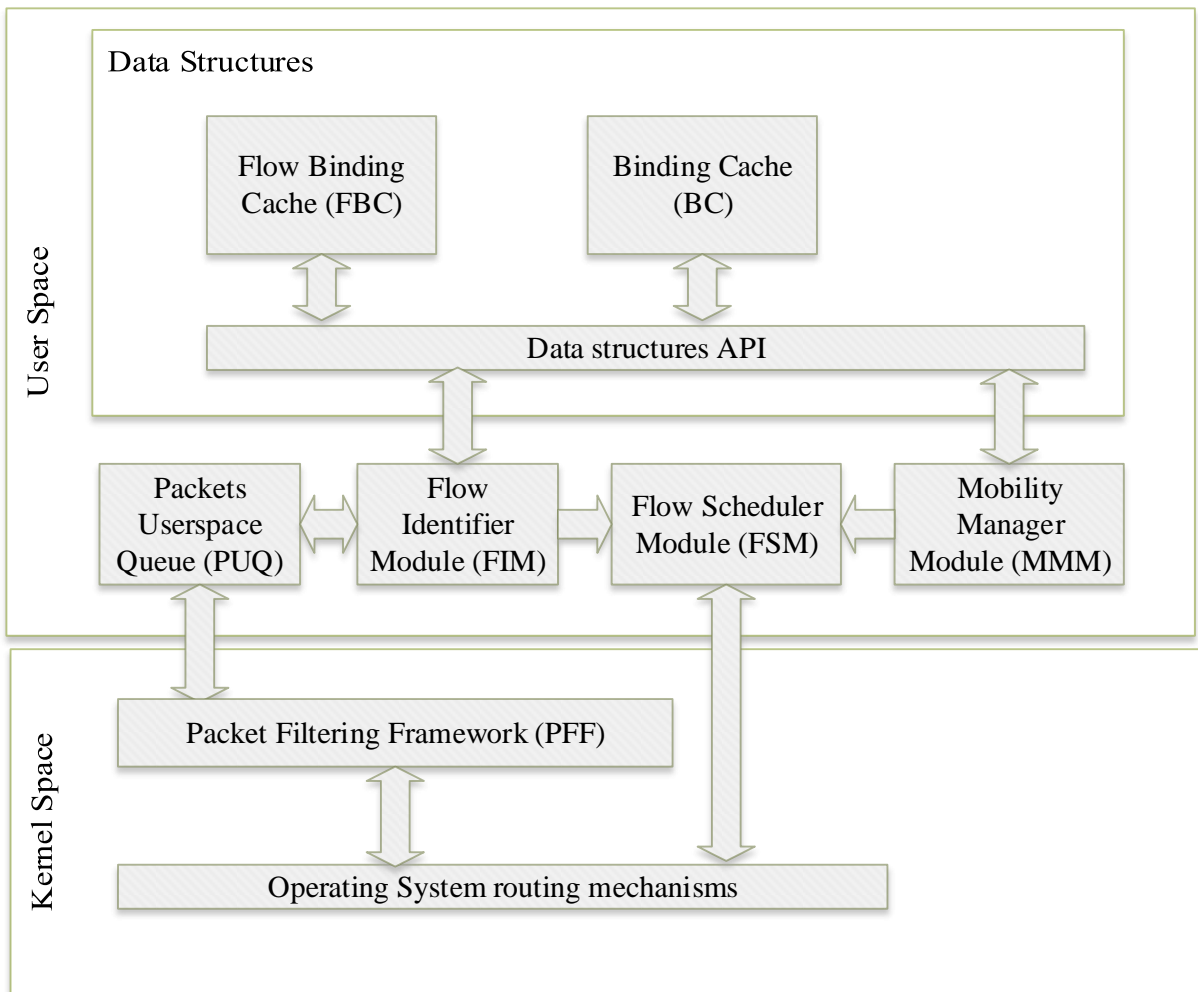 Data Structures
Flow Binding
Cache (FBC)
Binding Cache
(BC)
Data structures API
User Space
Packets
Userspace
Queue (PUQ)
Flow
Identifier
Module (FIM)
Flow Scheduler
Module (FSM)
Mobility
Manager
Module (MMM)
Packet Filtering Framework (PFF)
Kernel Space
Operating System routing mechanisms